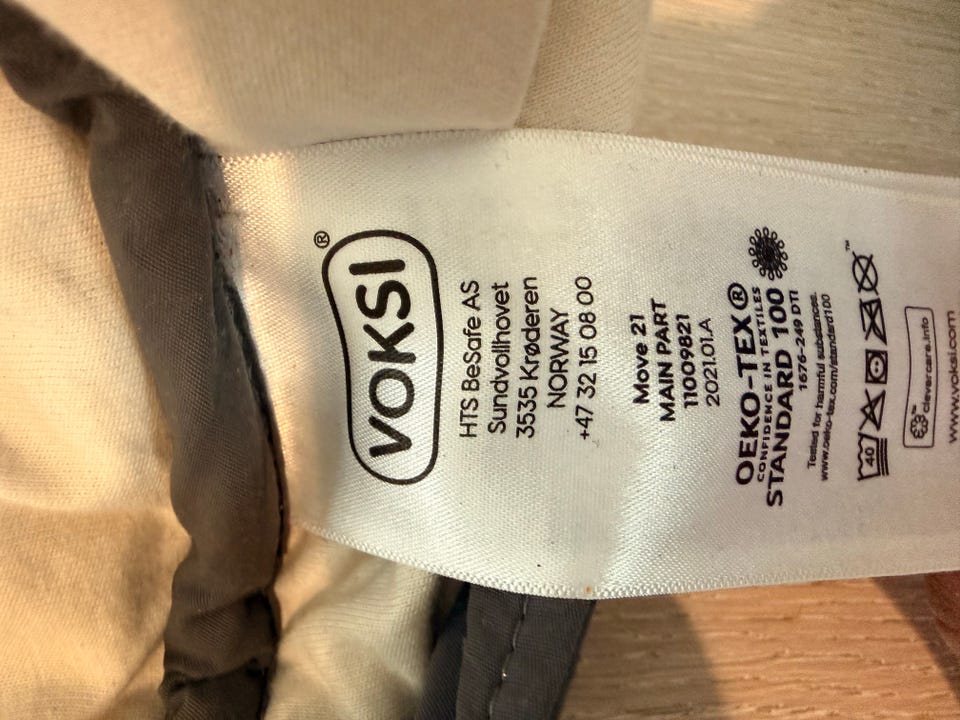 VOKSI®
HTS BeSafe AS
Sundvollhovet
3535 Krøderen
NORWAY
+47 32 15 08 00
Move 21
MAIN PART
11009821
2021.01.A
OEKO-TEX®
CONFIDENCE IN TEXTILES
STANDARD 100
1676-249 DTI
Tested for harmful substances.
www.oeko-tex.com/standard100
40
™
clevercare.info
www.voksi.com